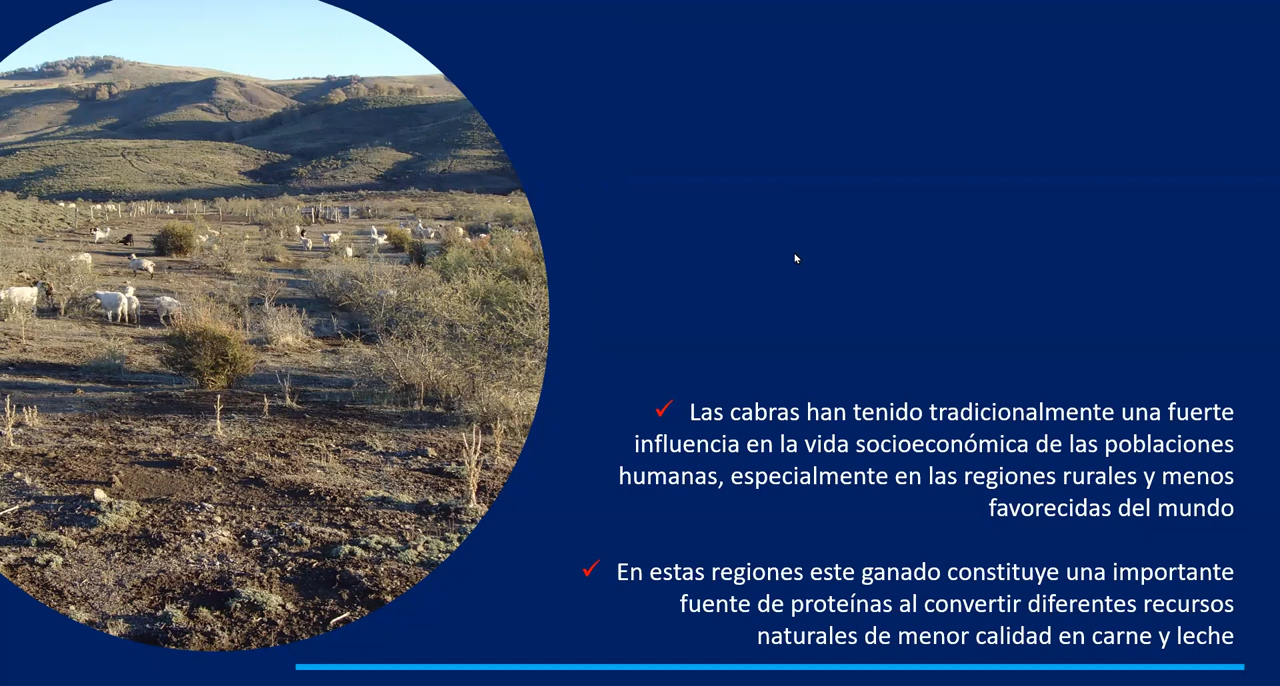 Las cabras han tenido tradicionalmente una fuerte
influencia en la vida socioeconómica de las poblaciones
humanas, especialmente en las regiones rurales y menos
favorecidas del mundo
En estas regiones este ganado constituye una importante
fuente de proteínas al convertir diferentes recursos
naturales de menor calidad en carne y leche